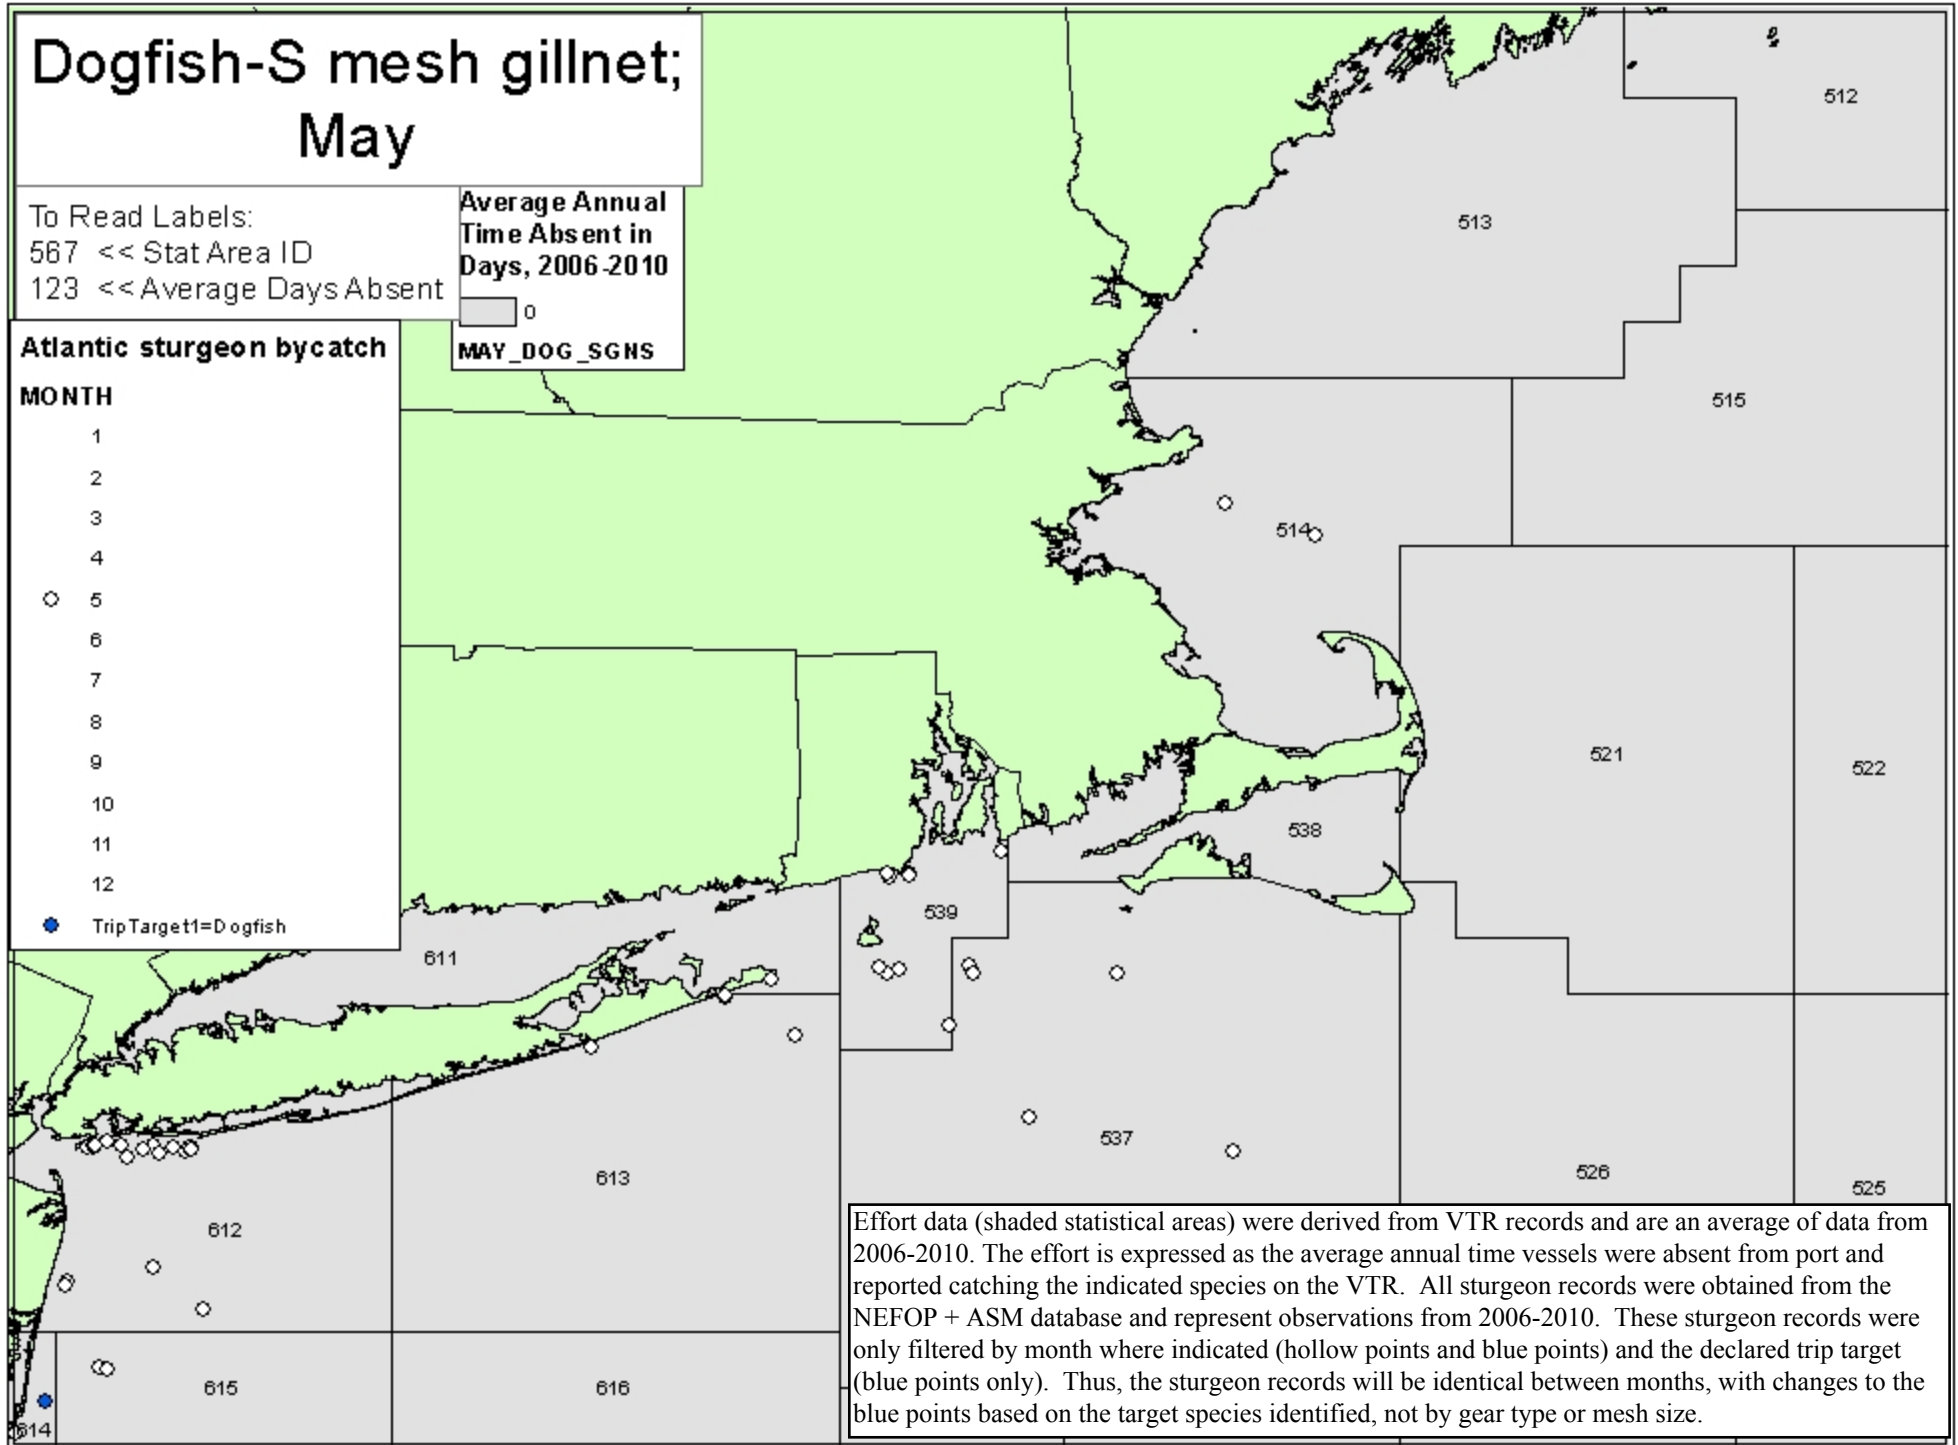 Dogfish-S mesh gillnet;
May
To Read Labels:
567 << Stat Area ID
123 << Average Days Absent
Average Annual
Time Absent in
Days, 2006-2010
0
MAY_DOG_SGNS
Atlantic sturgeon bycatch
MONTH
1
2
3
4
5
6
7
8
9
10
11
12
TripTarget1=Dogfish
512
513
515
514
521
522
538
539
611
537
613
526
525
612
615
616
614
Effort data (shaded statistical areas) were derived from VTR records and are an average of data from
2006-2010. The effort is expressed as the average annual time vessels were absent from port and
reported catching the indicated species on the VTR. All sturgeon records were obtained from the
NEFOP + ASM database and represent observations from 2006-2010. These sturgeon records were
only filtered by month where indicated (hollow points and blue points) and the declared trip target
(blue points only). Thus, the sturgeon records will be identical between months, with changes to the
blue points based on the target species identified, not by gear type or mesh size.